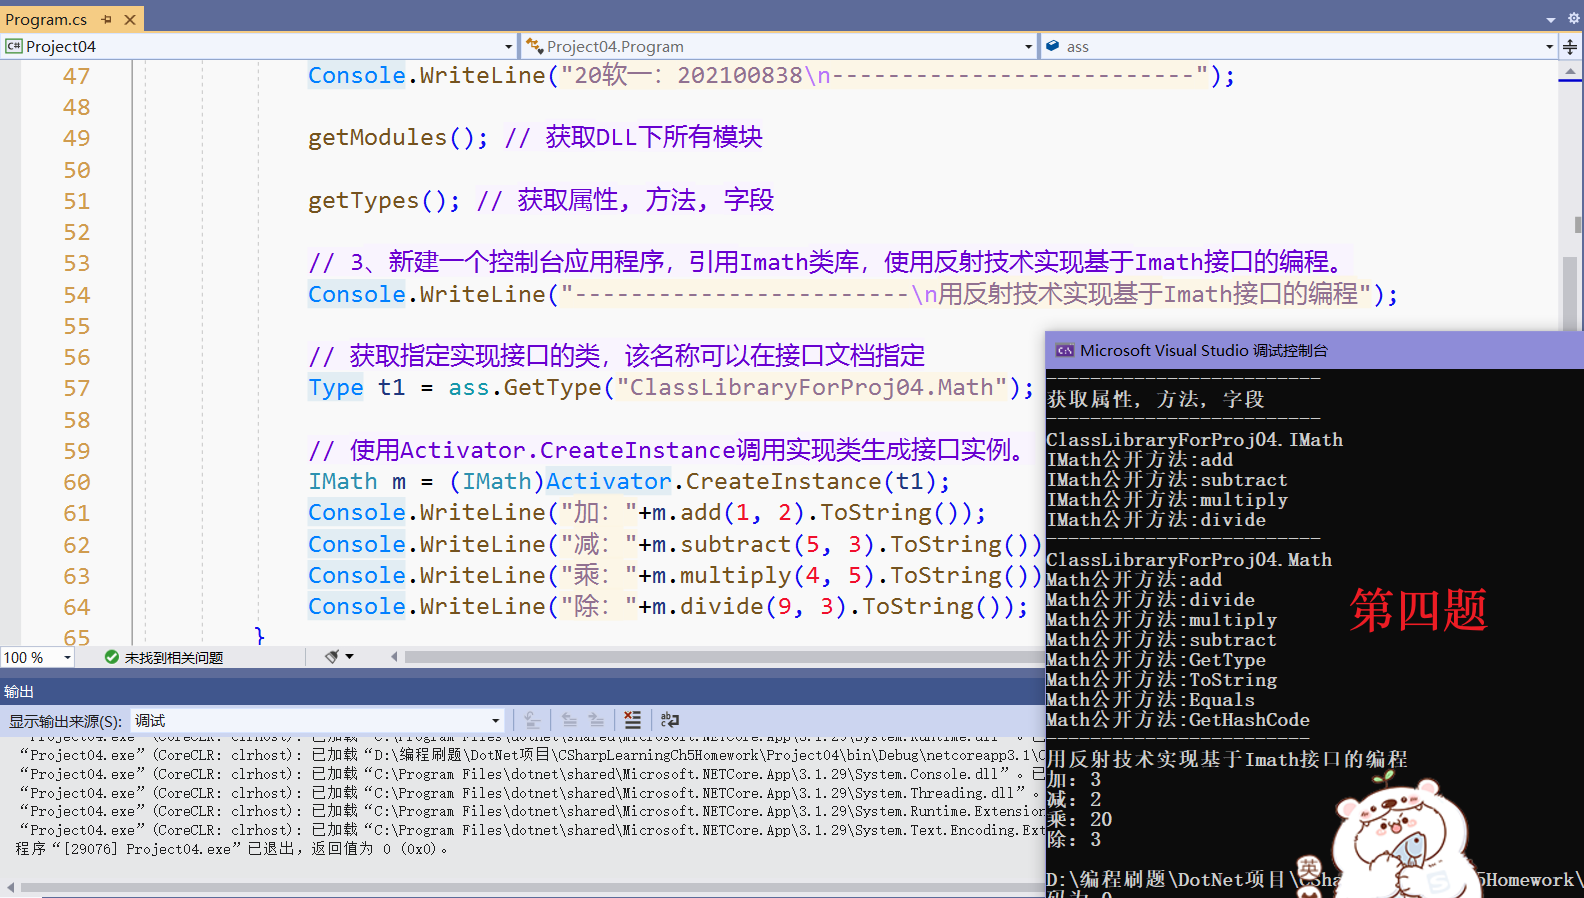 Program.cs
Project04
Project04.Program
ass
47 Console.WriteLine("20软一：202100838\n--------------------------");
48
49 getModules(); // 获取DLL下所有模块
50
51 getTypes(); // 获取属性，方法，字段
52
53 // 3、新建一个控制台应用程序，引用Imath类库，使用反射技术实现基于Imath接口的编程。
54 Console.WriteLine("------------------------\n用反射技术实现基于Imath接口的编程");
55
56 // 获取指定实现接口的类，该名称可以在接口文档指定
57 Type t1 = ass.GetType("ClassLibraryForProj04.Math");
58
59 // 使用Activator.CreateInstance调用实现类生成接口实例。
60 IMath m = (IMath)Activator.CreateInstance(t1);
61 Console.WriteLine("加："+m.add(1, 2).ToString());
62 Console.WriteLine("减："+m.subtract(5, 3).ToString())
63 Console.WriteLine("乘："+m.multiply(4, 5).ToString())
64 Console.WriteLine("除："+m.divide(9, 3).ToString());
65 }
100 %
未找到相关问题
输出
显示输出来源(S):
调试
“Project04.exe”(CoreCLR: clrhost): 已加载“C:\Program Files\dotnet\shared\Microsoft.NETCore.App\3.1.29\System.Runtime.dll”。已
“Project04.exe”(CoreCLR: clrhost): 已加载“D:\编程刷题\DotNet项目\CSharpLearningCh5Homework\Project04\bin\Debug\netcoreapp3.1\C
“Project04.exe”(CoreCLR: clrhost): 已加载“C:\Program Files\dotnet\shared\Microsoft.NETCore.App\3.1.29\System.Console.dll”。已
“Project04.exe”(CoreCLR: clrhost): 已加载“C:\Program Files\dotnet\shared\Microsoft.NETCore.App\3.1.29\System.Threading.dll”。
“Project04.exe”(CoreCLR: clrhost): 已加载“C:\Program Files\dotnet\shared\Microsoft.NETCore.App\3.1.29\System.Runtime.Extension
“Project04.exe”(CoreCLR: clrhost): 已加载“C:\Program Files\dotnet\shared\Microsoft.NETCore.App\3.1.29\System.Text.Encoding.Ext
程序“[29076] Project04.exe”已退出，返回值为 0 (0x0)。
Microsoft Visual Studio 调试控制台
-------------------------
获取属性，方法，字段
-------------------------
ClassLibraryForProj04.IMath
IMath公开方法:add
IMath公开方法:subtract
IMath公开方法:multiply
IMath公开方法:divide
-------------------------
ClassLibraryForProj04.Math
Math公开方法:add
Math公开方法:divide
Math公开方法:multiply
Math公开方法:subtract
Math公开方法:GetType
Math公开方法:ToString
Math公开方法:Equals
Math公开方法:GetHashCode
------------------------
用反射技术实现基于Imath接口的编程
加：3
减：2
乘：20
除：3
D:\编程刷题\DotNet项目\CSha
5Homework\
码为 0
第四题
英